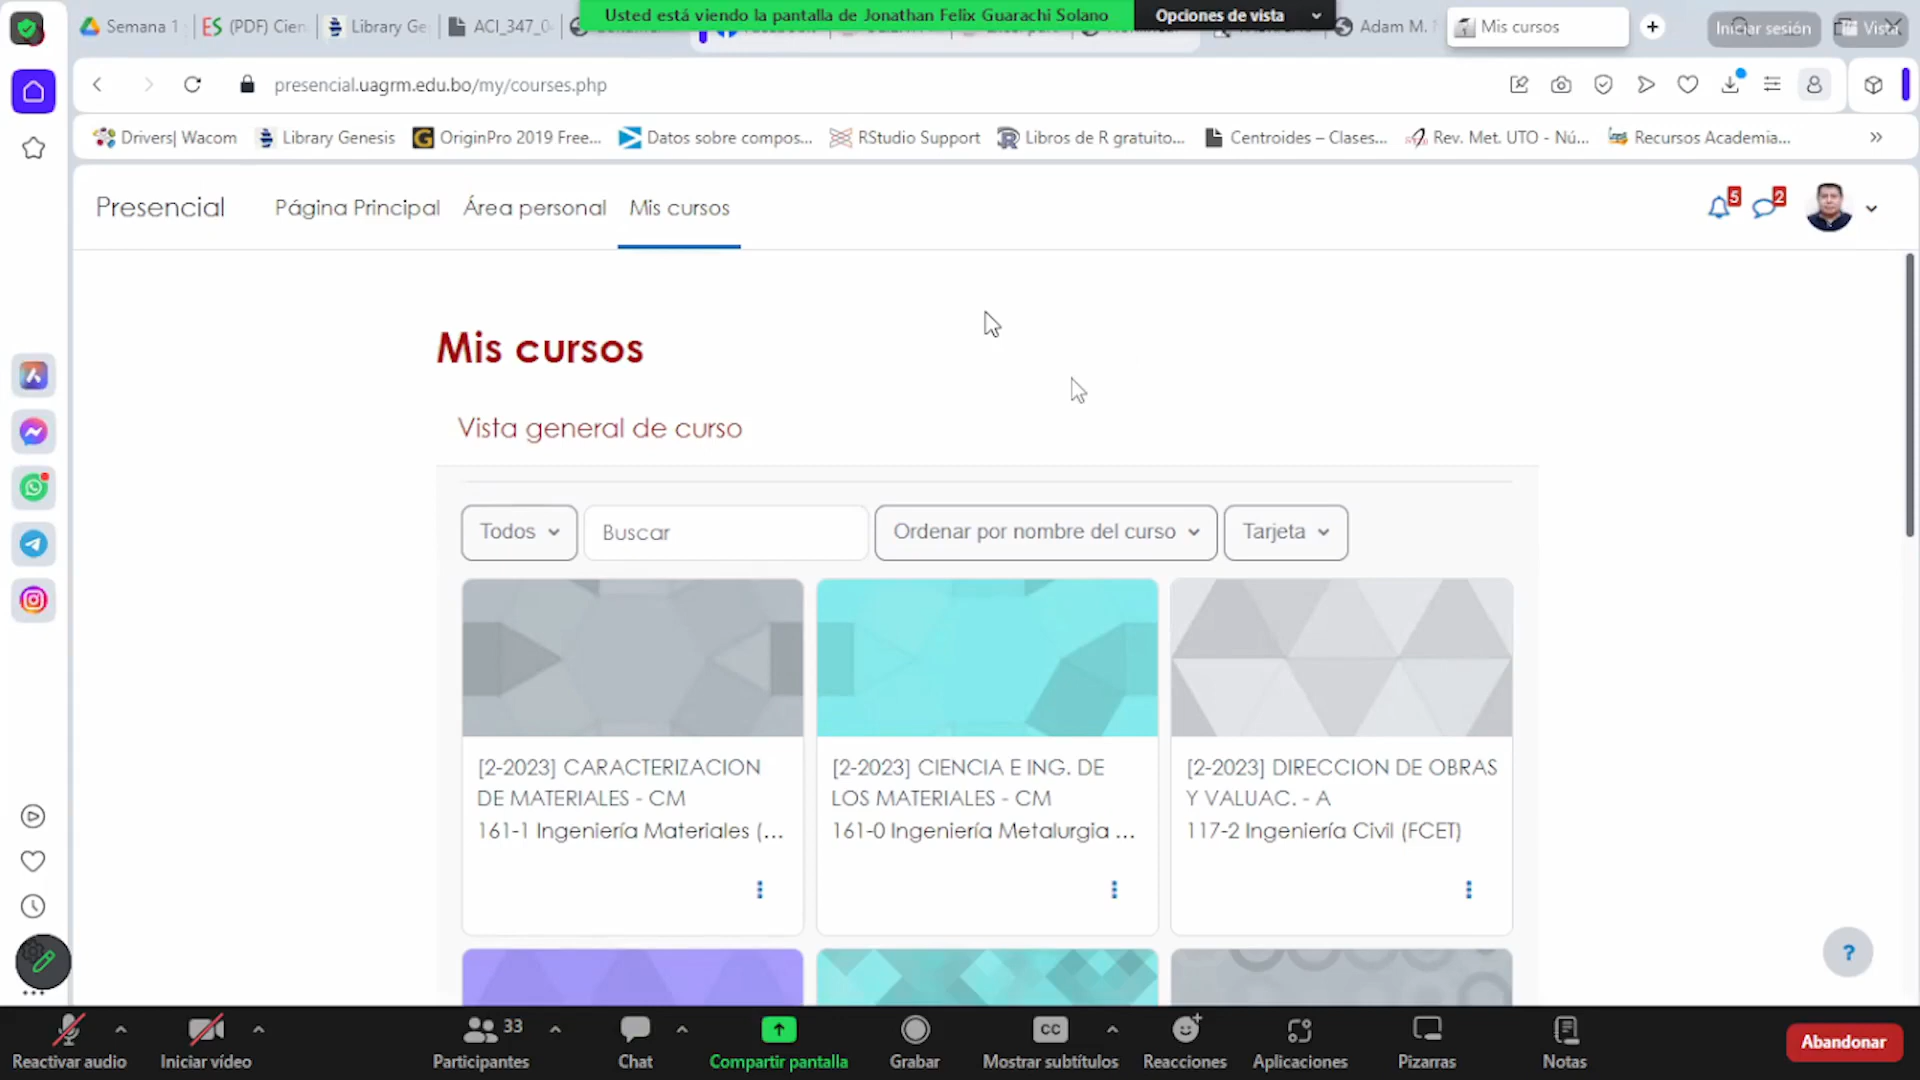 Semana 1
(PDF) Cien
Library Ge
ACI_347_0
Usted está viendo la pantalla de Jonathan Felix Guarachi Solano
Opciones de vista
Adam M.
Mis cursos
Iniciar sesión
Vista
presencial.uagrm.edu.bo/my/courses.php
Drivers| Wacom
Library Genesis
OriginPro 2019 Free...
Datos sobre compos...
RStudio Support
Libros de R gratuito...
Centroides – Clases...
Rev. Met. UTO - Nú...
Recursos Academia...
Presencial
Página Principal
Área personal
Mis cursos
5
2
Mis cursos
Vista general de curso
Todos
Buscar
Ordenar por nombre del curso
Tarjeta
[2-2023] CARACTERIZACION
DE MATERIALES - CM
161-1 Ingeniería Materiales (...
[2-2023] CIENCIA E ING. DE
LOS MATERIALES - CM
161-0 Ingeniería Metalurgia ...
[2-2023] DIRECCION DE OBRAS
Y VALUAC. - A
117-2 Ingeniería Civil (FCET)
?
Reactivar audio
Iniciar vídeo
33
Participantes
Chat
Compartir pantalla
Grabar
CC
Mostrar subtítulos
Reacciones
Aplicaciones
Pizarras
Notas
Abandonar